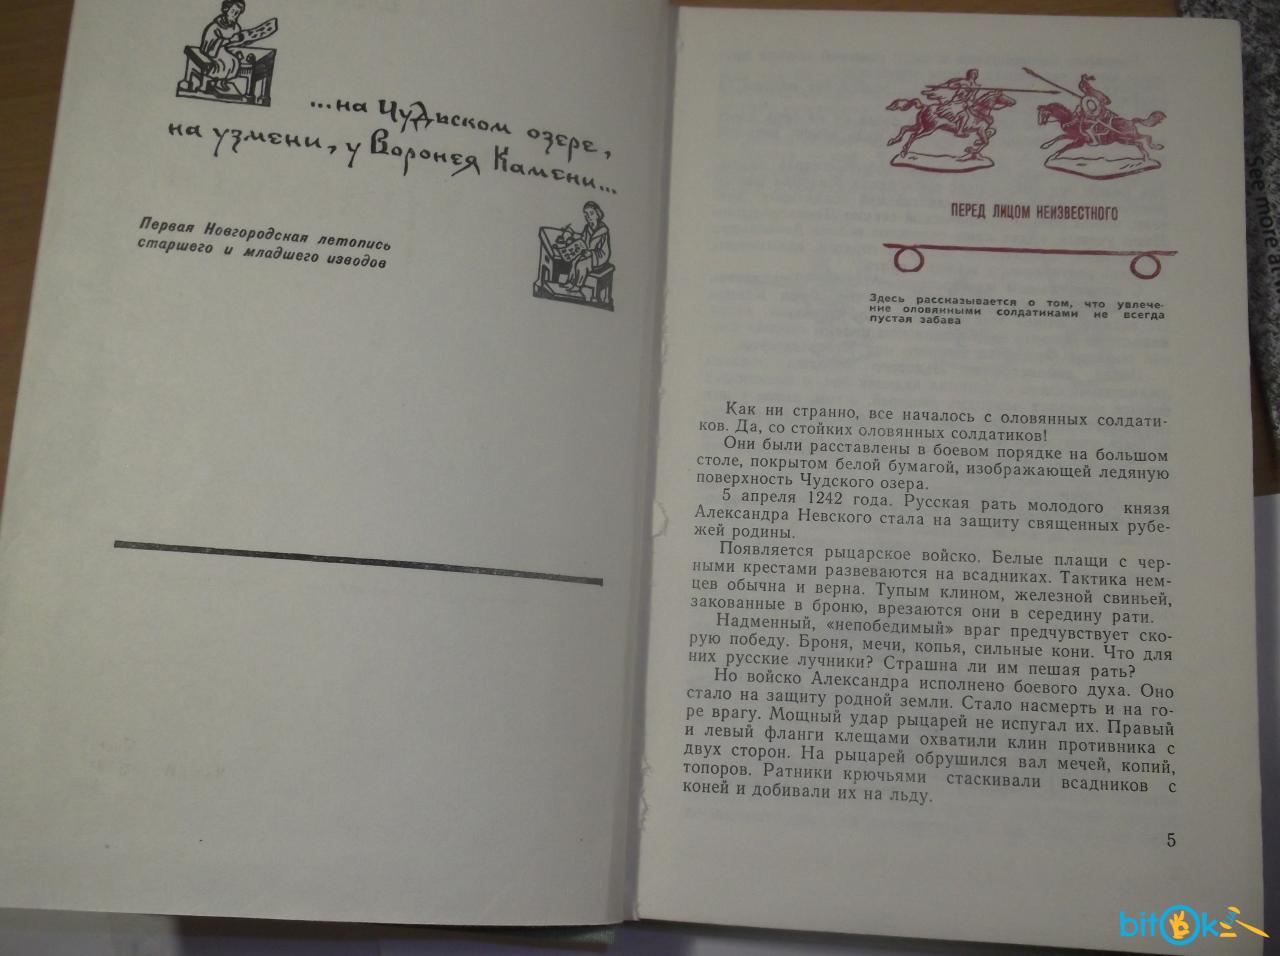 ...на Чудьском озере,
на узмени, у Воронея Камени...
Первая Новгородская летопись
старшего и младшего изводов
ПЕРЕД ЛИЦОМ НЕИЗВЕСТНОГО
Здесь рассказывается о том, что увлече-
ние оловянными солдатиками не всегда
пустая забава
Как ни странно, все началось с оловянных солдати-
ков. Да, со стойких оловянных солдатиков!
Они были расставлены в боевом порядке на большом
столе, покрытом белой бумагой, изображающей ледяную
поверхность Чудского озера.
5 апреля 1242 года. Русская рать молодого князя
Александра Невского стала на защиту священных рубе-
жей родины.
Появляется рыцарское войско. Белые плащи с чер-
ными крестами развеваются на всадниках. Тактика нем-
цев обычна и верна. Тупым клином, железной свиньей,
закованные в броню, врезаются они в середину рати.
Надменный, «непобедимый» враг предчувствует ско-
рую победу. Броня, мечи, копья, сильные кони. Что для
них русские лучники? Страшна ли им пешая рать?
Но войско Александра исполнено боевого духа. Оно
стало на защиту родной земли. Стало насмерть и на го-
ре врагу. Мощный удар рыцарей не испугал их. Правый
и левый фланги клещами охватили клин противника с
двух сторон. На рыцарей обрушился вал мечей, копий,
топоров. Ратники крючьями стаскивали всадников с
коней и добивали их на льду.
5
see more at
bitok